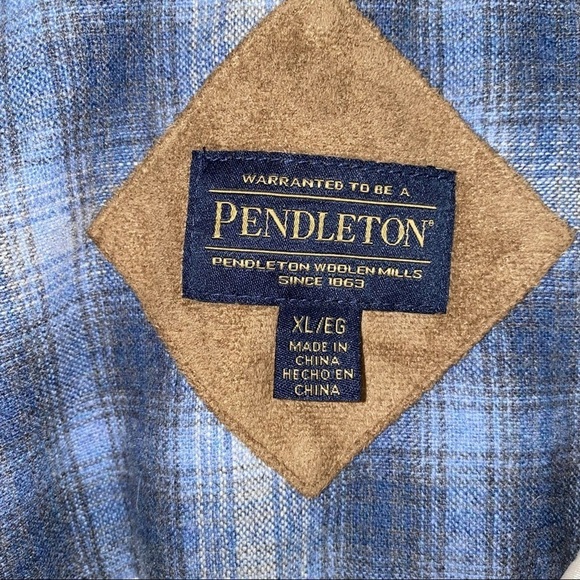 WARRANTED TO BE A
PENDLETON®
PENDLETON WOOLEN MILLS
SINCE 1863
XL/EG
MADE IN
CHINA
HECHO EN
CHINA